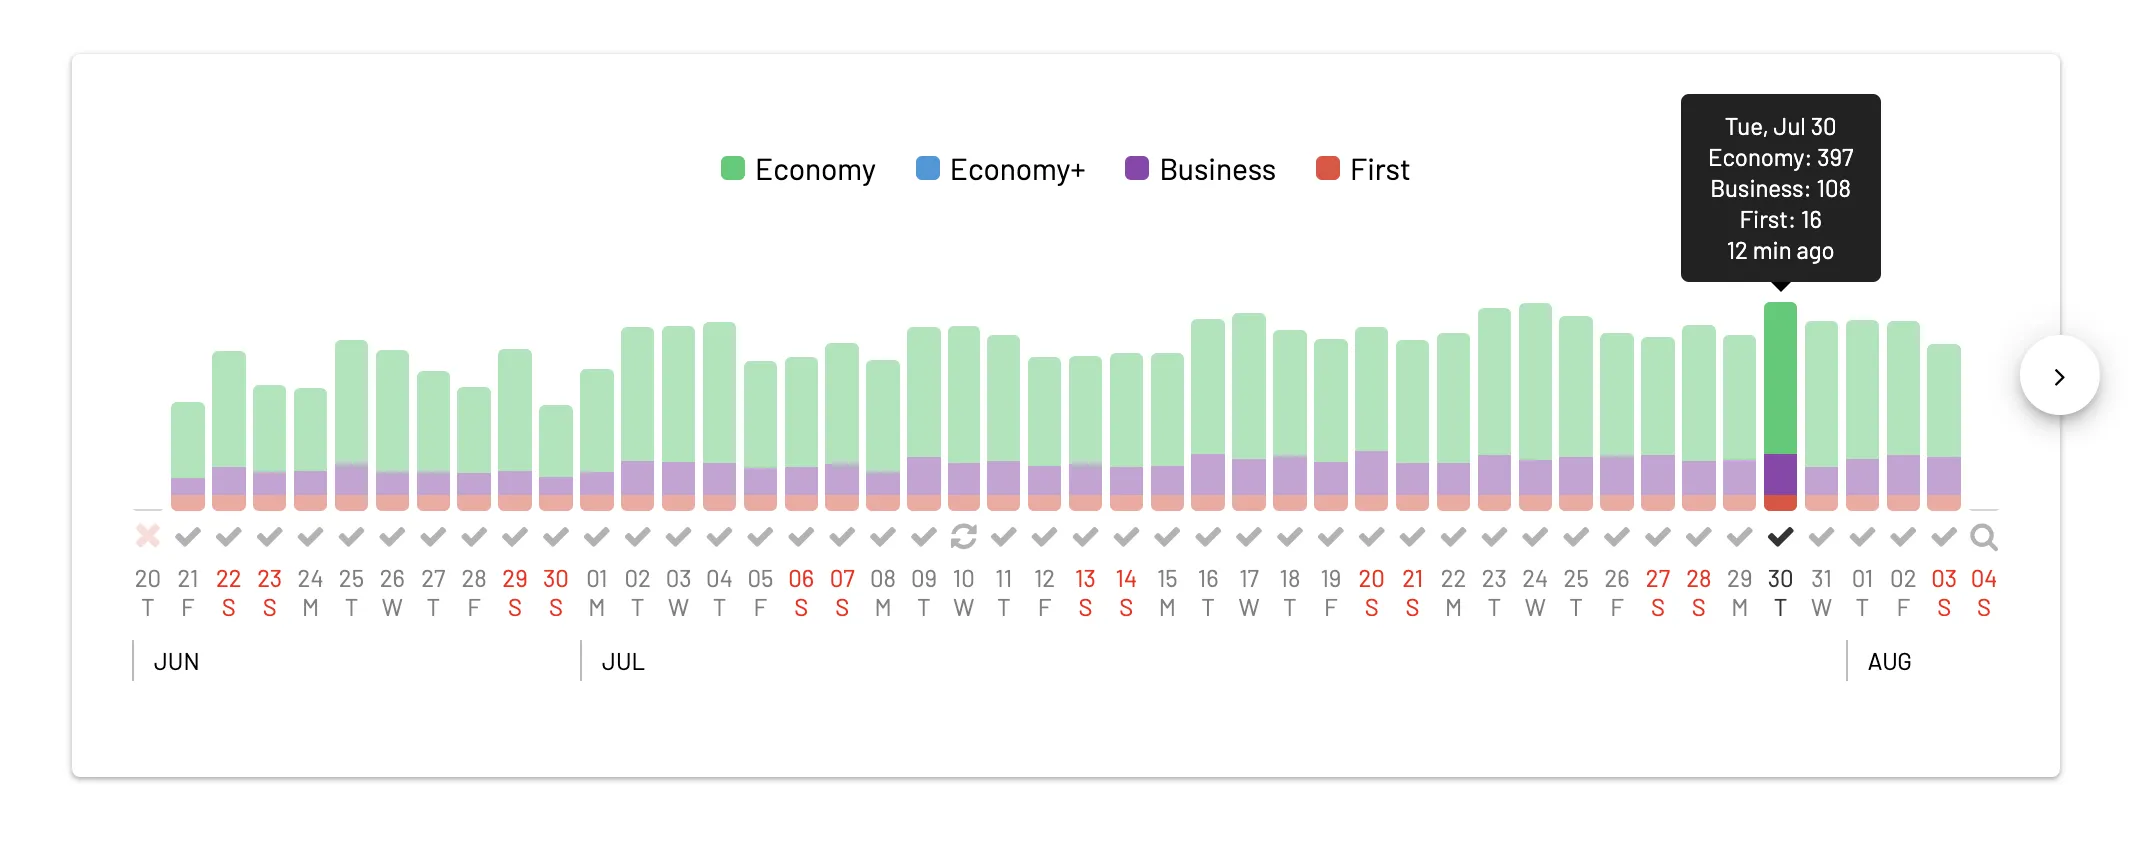 Tue, Jul 30
Economy: 397
Business: 108
First: 16
12 min ago
Economy Economy+ Business First
20 21 22 23 24 25 26 27 28 29 30 01 02 03 04 05 06 07 08 09 10 11 12 13 14 15 16 17 18 19 20 21 22 23 24 25 26 27 28 29 30 31 01 02 03 04
T F S S M T W T F S S M T W T F S S M T W T F S S M T W T F S S M T W T F S S M T W T F S S
JUN JUL AUG